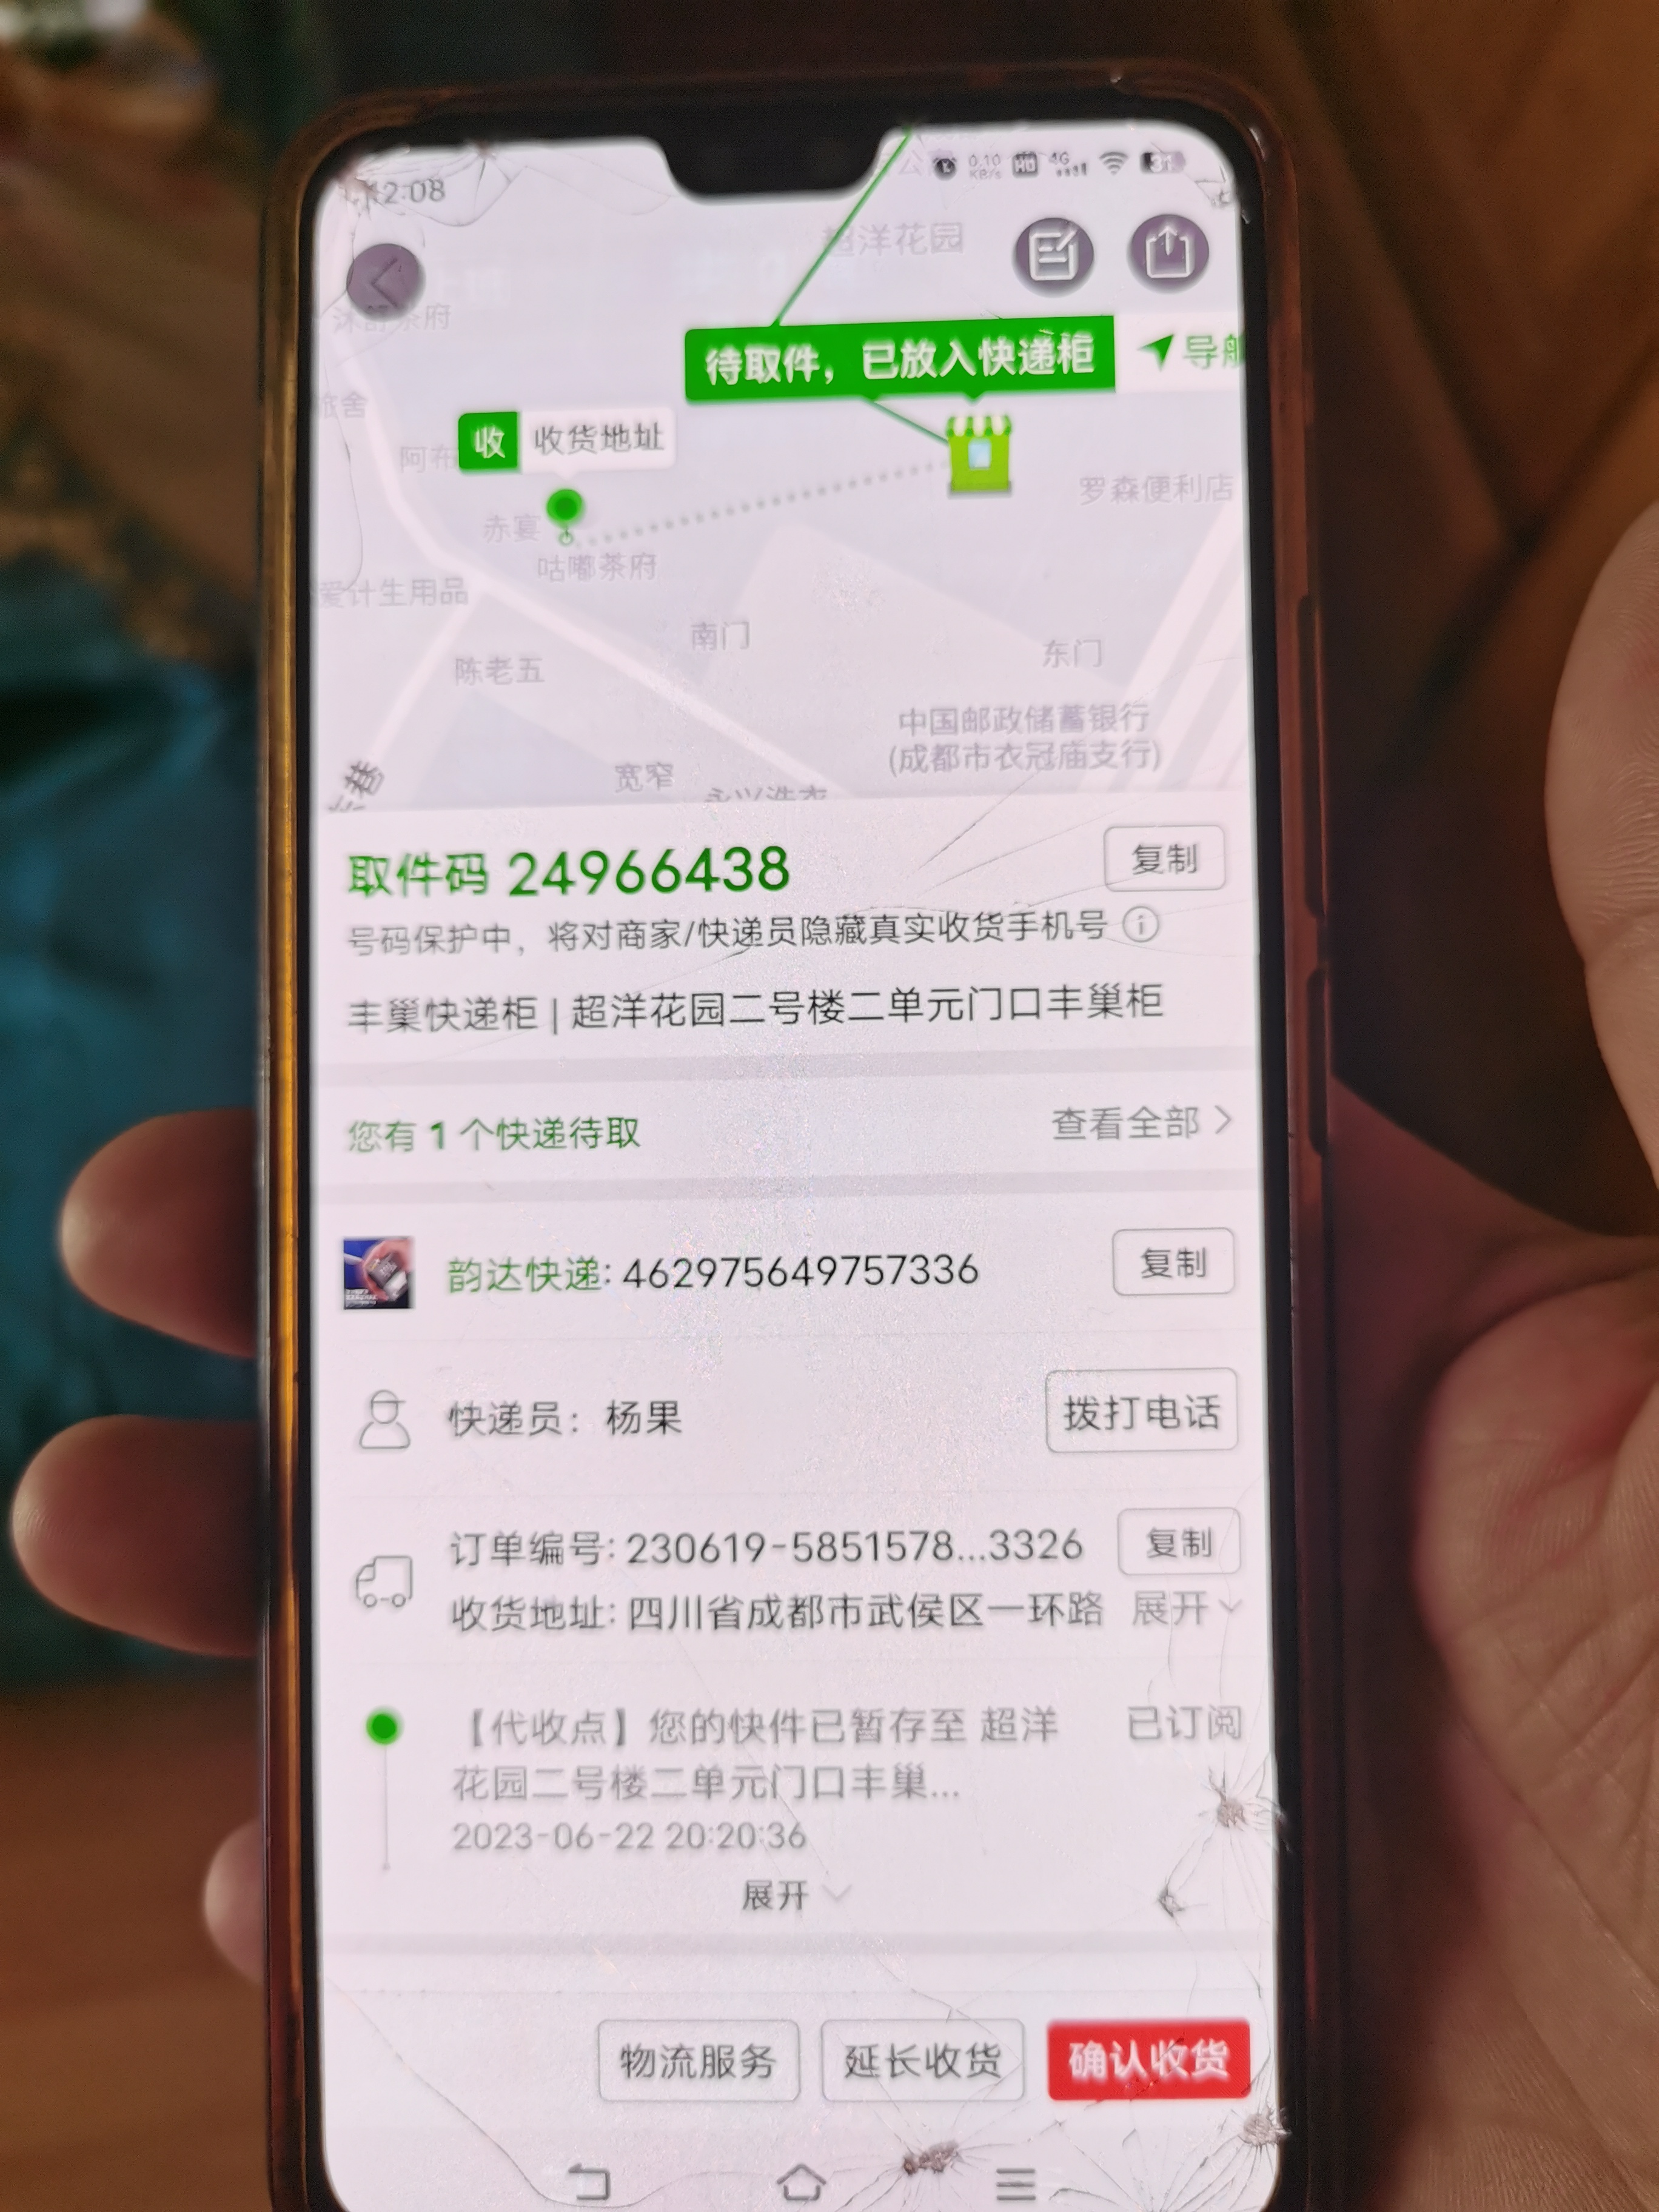 12:08
0.10
KB/s
HD
4G
31
超洋花园
沐舒茶府
待取件，已放入快递柜
导航
旅舍
收 收货地址
阿布
罗森便利店
赤宴
咕嘟茶府
爱计生用品
南门
东门
陈老五
中国邮政储蓄银行
(成都市衣冠庙支行)
宽窄
巷
永兴洗衣
取件码 24966438 复制
号码保护中，将对商家/快递员隐藏真实收货手机号
丰巢快递柜 | 超洋花园二号楼二单元门口丰巢柜
您有 1 个快递待取 查看全部 >
韵达快递: 462975649757336 复制
快递员： 杨果 拨打电话
订单编号: 230619-5851578...3326 复制
收货地址: 四川省成都市武侯区一环路 展开
【代收点】您的快件已暂存至 超洋 已订阅
花园二号楼二单元门口丰巢...
2023-06-22 20:20:36
展开
物流服务 延长收货 确认收货